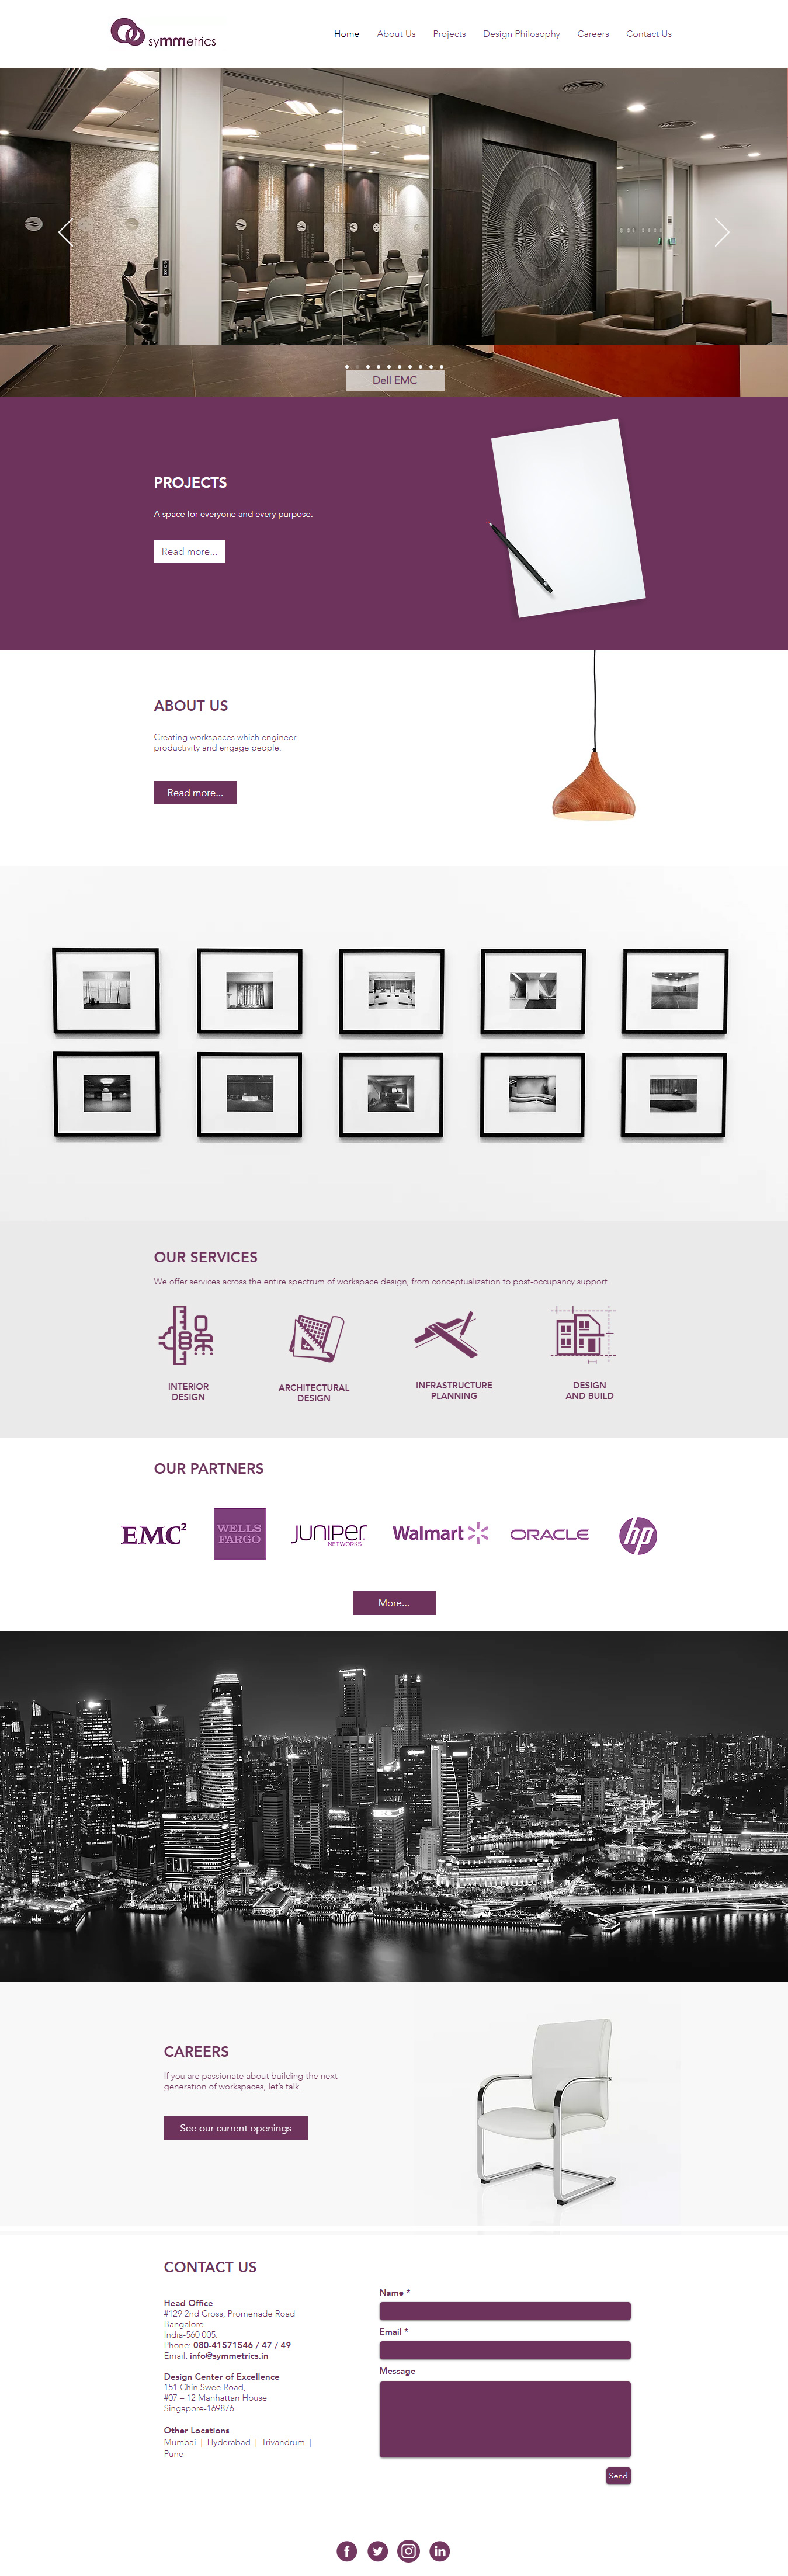 symmetrics
Home About Us Projects Design Philosophy Careers Contact Us
Dell EMC
PROJECTS
A space for everyone and every purpose.
Read more...
ABOUT US
Creating workspaces which engineer
productivity and engage people.
Read more...
OUR SERVICES
We offer services across the entire spectrum of workspace design, from conceptualization to post-occupancy support.
INTERIOR
DESIGN
ARCHITECTURAL
DESIGN
INFRASTRUCTURE
PLANNING
DESIGN
AND BUILD
OUR PARTNERS
EMC²
WELLS
FARGO
JUNIPER
NETWORKS
Walmart
ORACLE
hp
More...
CAREERS
If you are passionate about building the next-
generation of workspaces, let's talk.
See our current openings
CONTACT US
Head Office
#129 2nd Cross, Promenade Road
Bangalore
India-560 005.
Phone: 080-41571546 / 47 / 49
Email: info@symmetrics.in
Design Center of Excellence
151 Chin Swee Road,
#07 – 12 Manhattan House
Singapore-169876.
Other Locations
Mumbai | Hyderabad | Trivandrum |
Pune
Name *
Email *
Message
Send
f
in